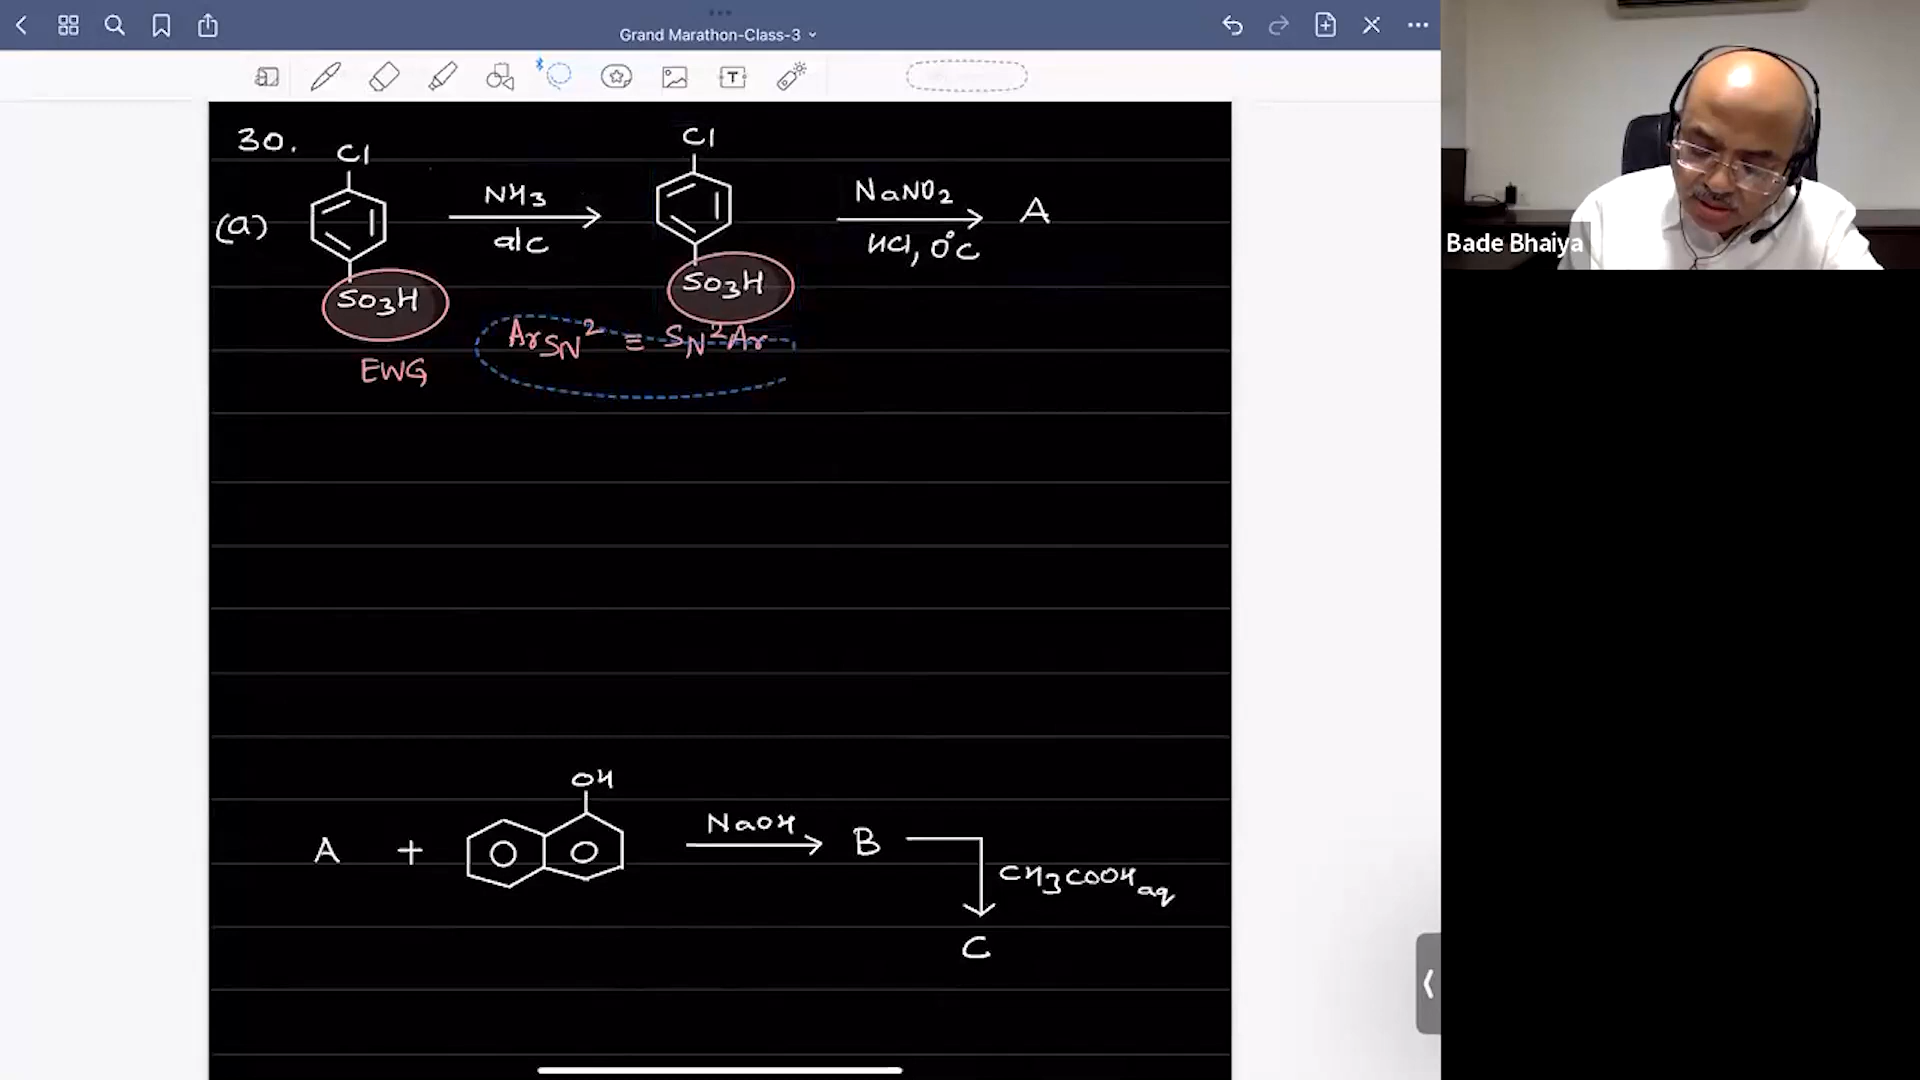 Grand Marathon-Class-3
30.
Cl
Cl
(a)
NH3
alc
NaNO2
HCl, 0°C
A
SO3H
SO3H
EWG
ArSN2 ≡ SN2Ar
Bade Bhaiya
OH
A +
NaOH
B
CH3COOHaq
C